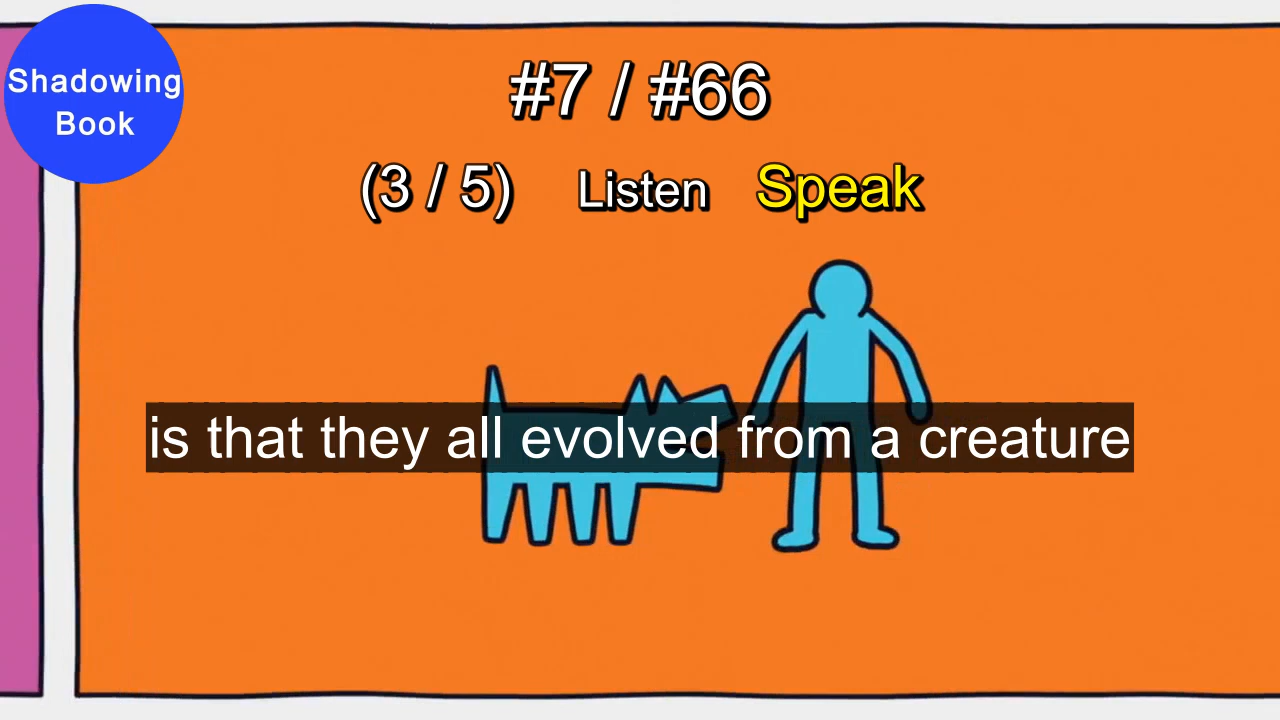 Shadowing
Book
#7 / #66
(3 / 5) Listen Speak
is that they all evolved from a creature